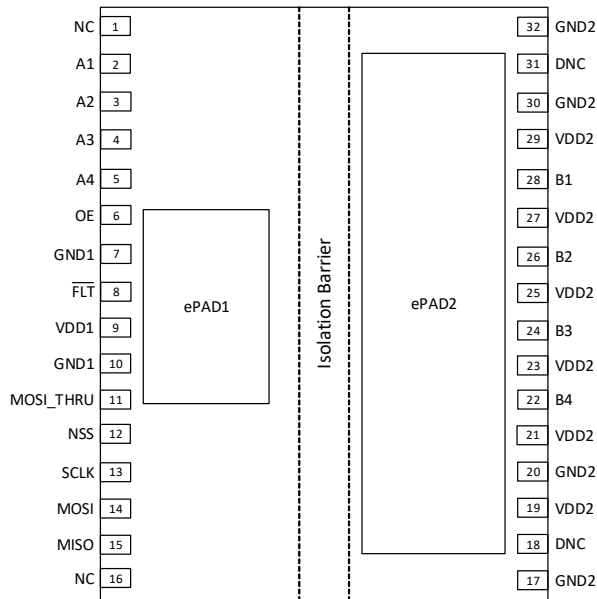 NC 1
A1 2
A2 3
A3 4
A4 5
OE 6
GND1 7
FLT 8
VDD1 9
GND1 10
MOSI_THRU 11
NSS 12
SCLK 13
MOSI 14
MISO 15
NC 16
ePAD1
Isolation Barrier
ePAD2
32 GND2
31 DNC
30 GND2
29 VDD2
28 B1
27 VDD2
26 B2
25 VDD2
24 B3
23 VDD2
22 B4
21 VDD2
20 GND2
19 VDD2
18 DNC
17 GND2